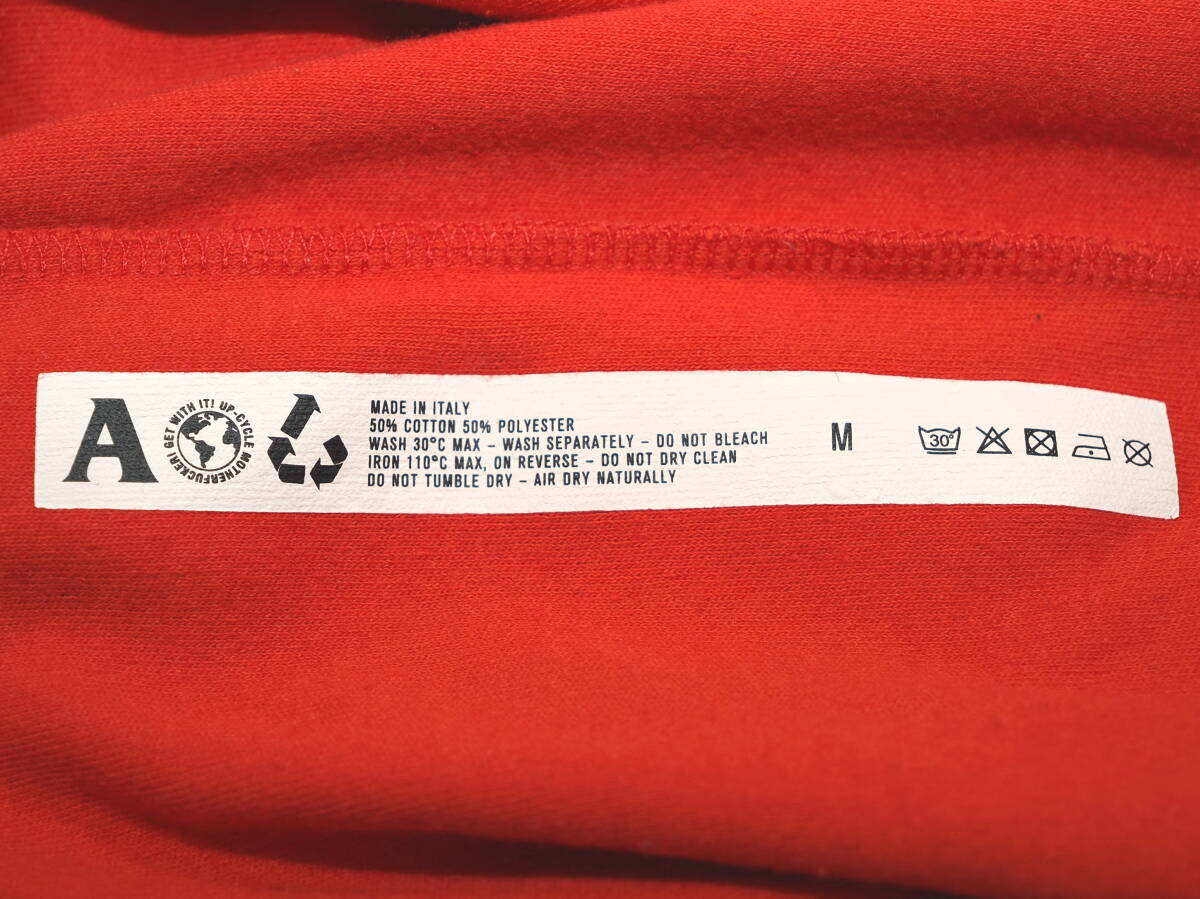 A
GET WITH IT! UP-CYCLE MOTHERFUCKER!
MADE IN ITALY
50% COTTON 50% POLYESTER
WASH 30°C MAX – WASH SEPARATELY – DO NOT BLEACH
IRON 110°C MAX, ON REVERSE – DO NOT DRY CLEAN
DO NOT TUMBLE DRY – AIR DRY NATURALLY
M
30°